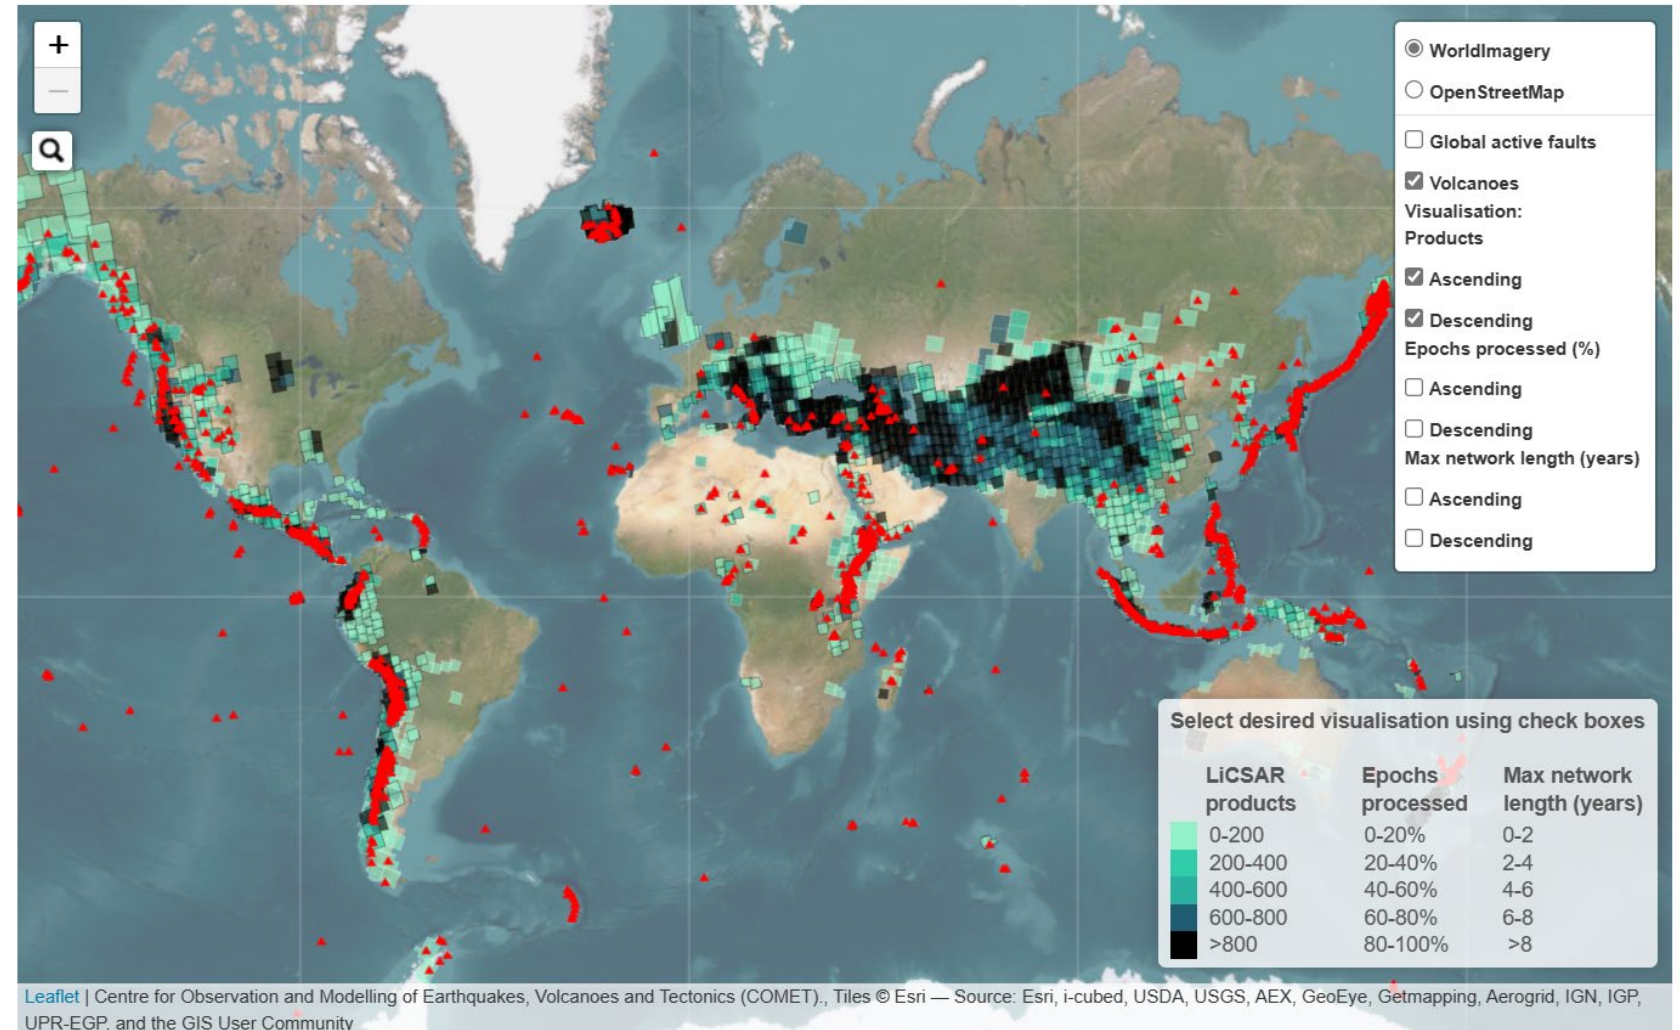 +
−
WorldImagery
OpenStreetMap
Global active faults
Volcanoes
Visualisation:
Products
Ascending
Descending
Epochs processed (%)
Ascending
Descending
Max network length (years)
Ascending
Descending
Select desired visualisation using check boxes
LiCSAR Epochs Max network
products processed length (years)
0-200 0-20% 0-2
200-400 20-40% 2-4
400-600 40-60% 4-6
600-800 60-80% 6-8
>800 80-100% >8
Leaflet | Centre for Observation and Modelling of Earthquakes, Volcanoes and Tectonics (COMET)., Tiles © Esri — Source: Esri, i-cubed, USDA, USGS, AEX, GeoEye, Getmapping, Aerogrid, IGN, IGP,
UPR-EGP, and the GIS User Community